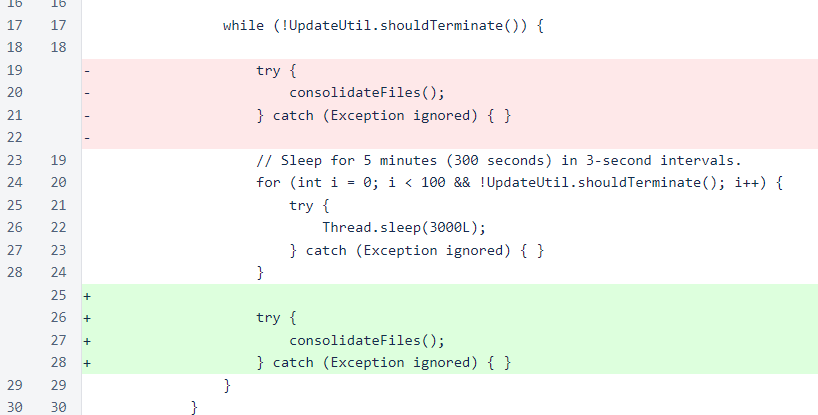 16 16
17 17 while (!UpdateUtil.shouldTerminate()) {
18 18
19 - try {
20 - consolidateFiles();
21 - } catch (Exception ignored) { }
22 -
23 19 // Sleep for 5 minutes (300 seconds) in 3-second intervals.
24 20 for (int i = 0; i < 100 && !UpdateUtil.shouldTerminate(); i++) {
25 21 try {
26 22 Thread.sleep(3000L);
27 23 } catch (Exception ignored) { }
28 24 }
25 +
26 + try {
27 + consolidateFiles();
28 + } catch (Exception ignored) { }
29 29 }
30 30 }